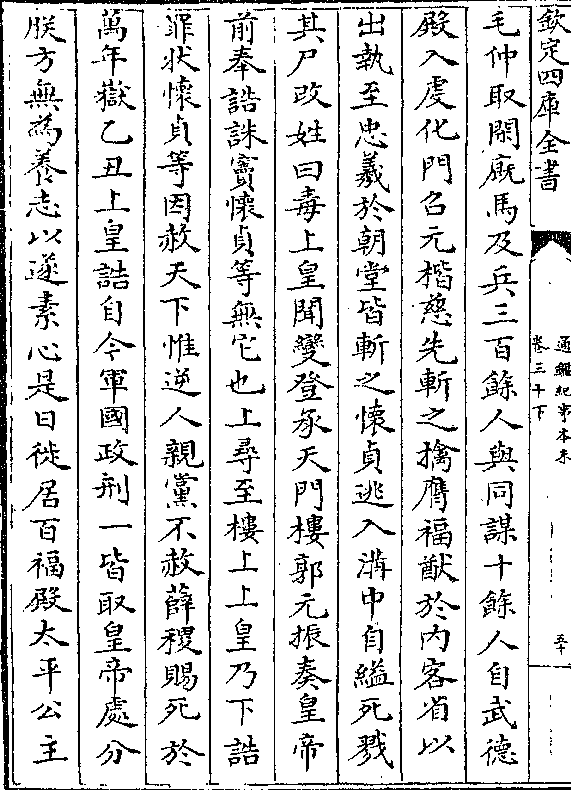 欽定四庫全書
通鑑紀事本末
卷三十下
五十
毛仲取閑廐馬及兵三百餘人與同謀十餘人自武德
殿入虔化門召元楷慈先斬之擒膺福猷於內客省以
出執至忠羲於朝堂皆斬之懷貞逃入溝中自縊死戮
其尸改姓曰毒上皇聞變登承天門樓郭元振奏皇帝
前奉誥誅竇懷貞等無它也上尋至樓上上皇乃下誥
罪状懷貞等因赦天下惟逆人親黨不赦薛稷賜死於
萬年獄乙丑上皇誥自今軍國政刑一皆取皇帝處分
朕方無為養志以遂素心是日徙居百福殿太平公主